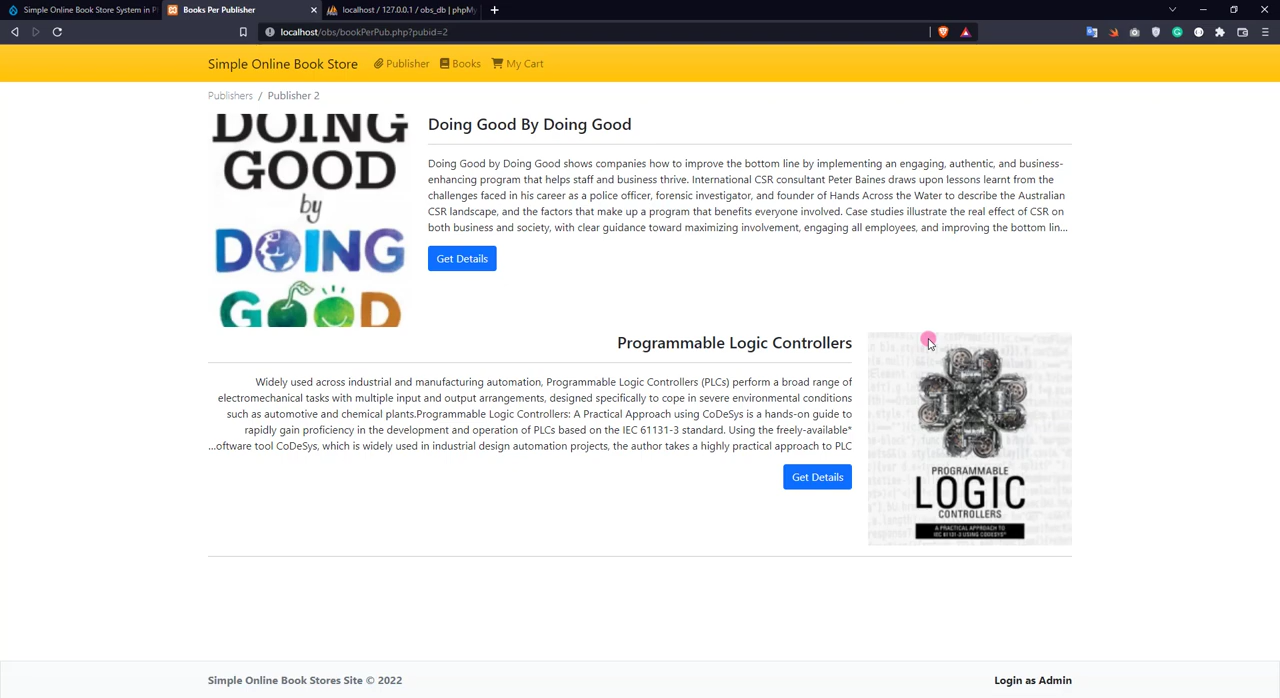 Simple Online Book Store System in P
Books Per Publisher
localhost / 127.0.0.1 / obs_db | phpMy
localhost/obs/bookPerPub.php?pubid=2
Simple Online Book Store
Publisher
Books
My Cart
Publishers / Publisher 2
DOING
GOOD
by
DOING
GOOD
Doing Good By Doing Good
Doing Good by Doing Good shows companies how to improve the bottom line by implementing an engaging, authentic, and business-
enhancing program that helps staff and business thrive. International CSR consultant Peter Baines draws upon lessons learnt from the
challenges faced in his career as a police officer, forensic investigator, and founder of Hands Across the Water to describe the Australian
CSR landscape, and the factors that make up a program that benefits everyone involved. Case studies illustrate the real effect of CSR on
both business and society, with clear guidance toward maximizing involvement, engaging all employees, and improving the bottom lin...
Get Details
Programmable Logic Controllers
Widely used across industrial and manufacturing automation, Programmable Logic Controllers (PLCs) perform a broad range of
electromechanical tasks with multiple input and output arrangements, designed specifically to cope in severe environmental conditions
such as automotive and chemical plants.Programmable Logic Controllers: A Practical Approach using CoDeSys is a hands-on guide to
rapidly gain proficiency in the development and operation of PLCs based on the IEC 61131-3 standard. Using the freely-available*
...oftware tool CoDeSys, which is widely used in industrial design automation projects, the author takes a highly practical approach to PLC
Get Details
PROGRAMMABLE
LOGIC
CONTROLLERS
A PRACTICAL APPROACH TO
IEC 61131-3 USING CODESYS
Simple Online Book Stores Site © 2022
Login as Admin